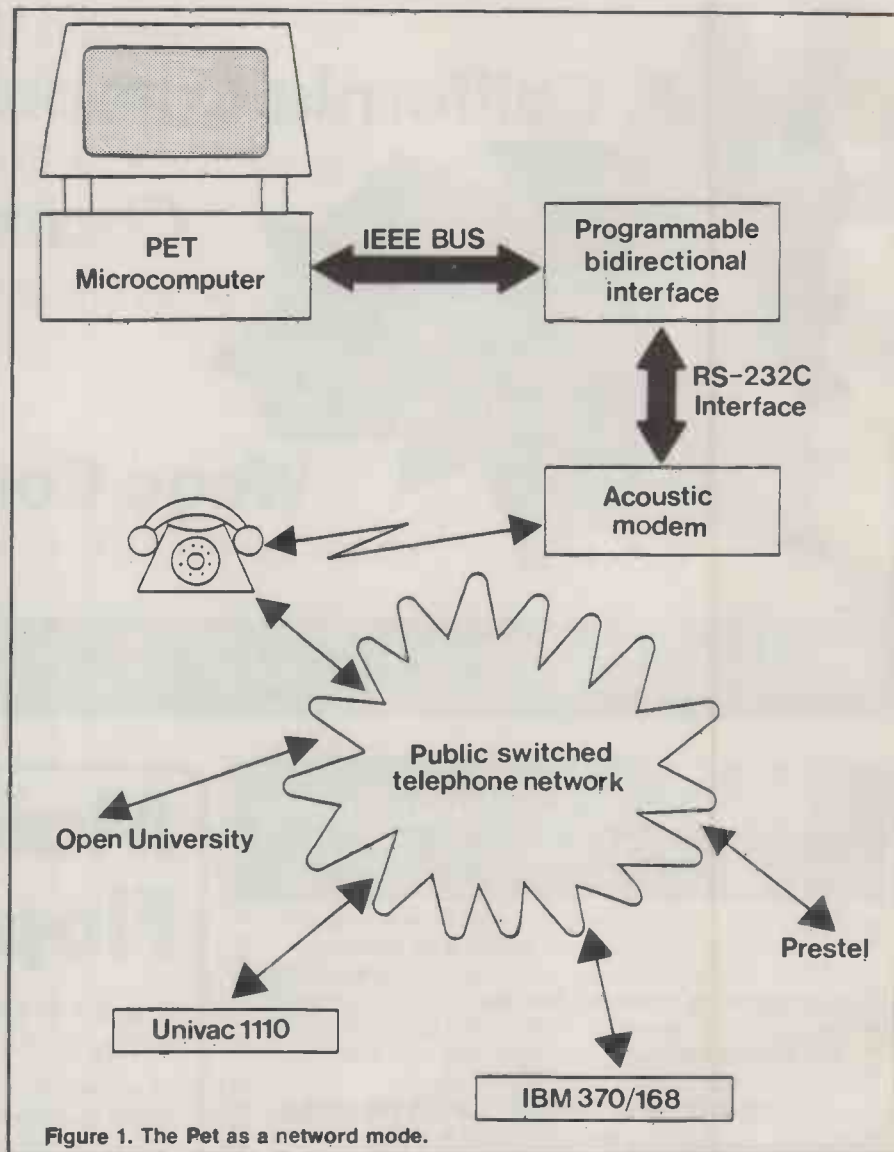 PET
Microcomputer
IEEE BUS
Programmable
bidirectional
interface
RS-232C
Interface
Acoustic
modem
Public switched
telephone network
Open University
Prestel
Univac 1110
IBM 370/168
Figure 1. The Pet as a netword mode.